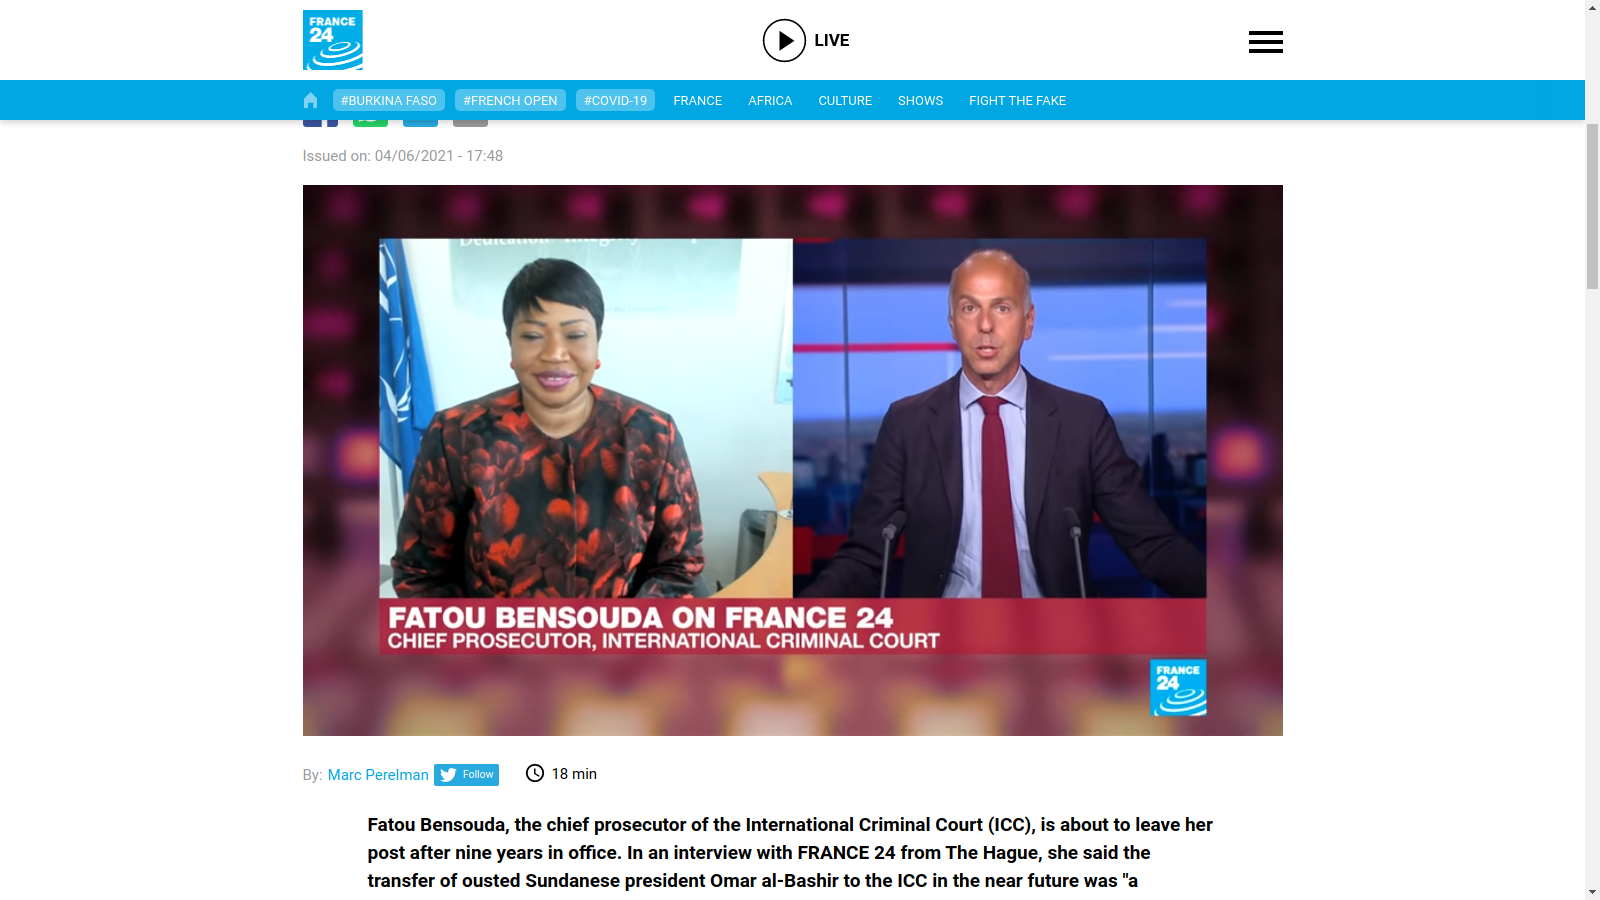 FRANCE
24
LIVE
#BURKINA FASO
#FRENCH OPEN
#COVID-19
FRANCE
AFRICA
CULTURE
SHOWS
FIGHT THE FAKE
Issued on: 04/06/2021 - 17:48
FATOU BENSOUDA ON FRANCE 24
CHIEF PROSECUTOR, INTERNATIONAL CRIMINAL COURT
FRANCE
24
By: Marc Perelman Follow 18 min
Fatou Bensouda, the chief prosecutor of the International Criminal Court (ICC), is about to leave her
post after nine years in office. In an interview with FRANCE 24 from The Hague, she said the
transfer of ousted Sundanese president Omar al-Bashir to the ICC in the near future was "a